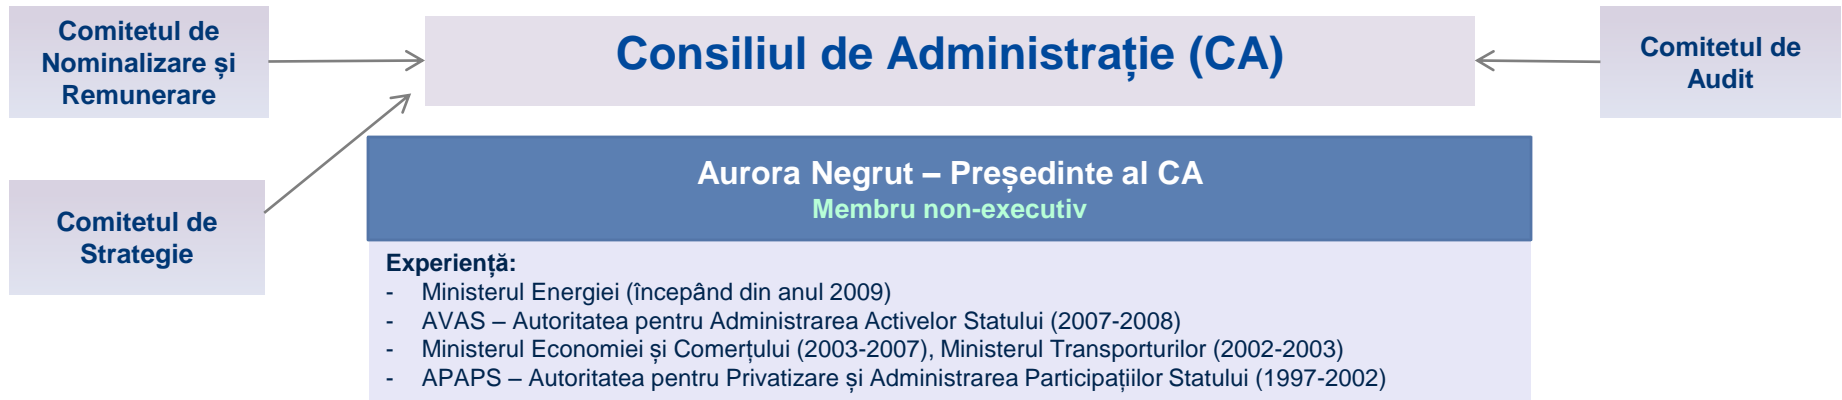 Comitetul de
Nominalizare și
Remunerare
Consiliul de Administrație (CA)
Comitetul de
Audit
Comitetul de
Strategie
Aurora Negrut – Președinte al CA
Membru non-executiv
Experiență:
- Ministerul Energiei (începând din anul 2009)
- AVAS – Autoritatea pentru Administrarea Activelor Statului (2007-2008)
- Ministerul Economiei și Comerțului (2003-2007), Ministerul Transporturilor (2002-2003)
- APAPS – Autoritatea pentru Privatizare și Administrarea Participațiilor Statului (1997-2002)